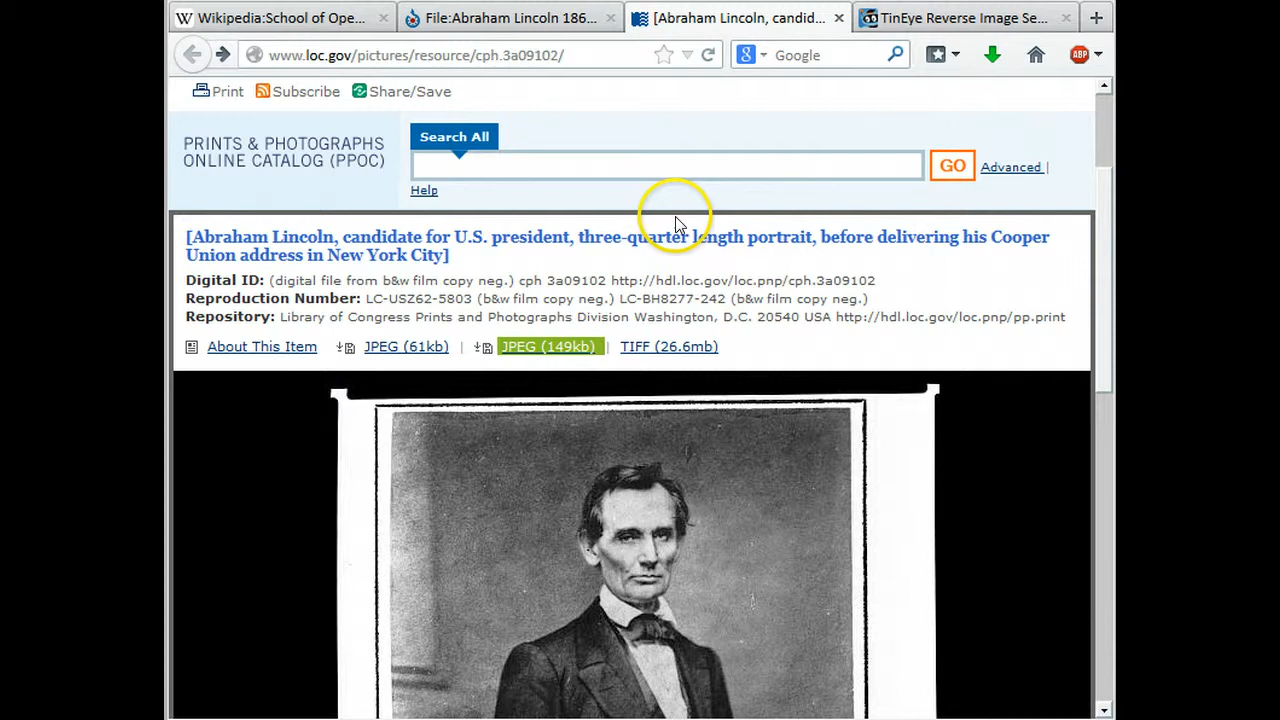 Wikipedia:School of Ope...
File:Abraham Lincoln 186...
[Abraham Lincoln, candid...
TinEye Reverse Image Se...
www.loc.gov/pictures/resource/cph.3a09102/
Google
ABP
Print
Subscribe
Share/Save
PRINTS & PHOTOGRAPHS
ONLINE CATALOG (PPOC)
Search All
GO
Advanced |
Help
[Abraham Lincoln, candidate for U.S. president, three-quarter length portrait, before delivering his Cooper
Union address in New York City]
Digital ID: (digital file from b&w film copy neg.) cph 3a09102 http://hdl.loc.gov/loc.pnp/cph.3a09102
Reproduction Number: LC-USZ62-5803 (b&w film copy neg.) LC-BH8277-242 (b&w film copy neg.)
Repository: Library of Congress Prints and Photographs Division Washington, D.C. 20540 USA http://hdl.loc.gov/loc.pnp/pp.print
About This Item JPEG (61kb) | JPEG (149kb) | TIFF (26.6mb)